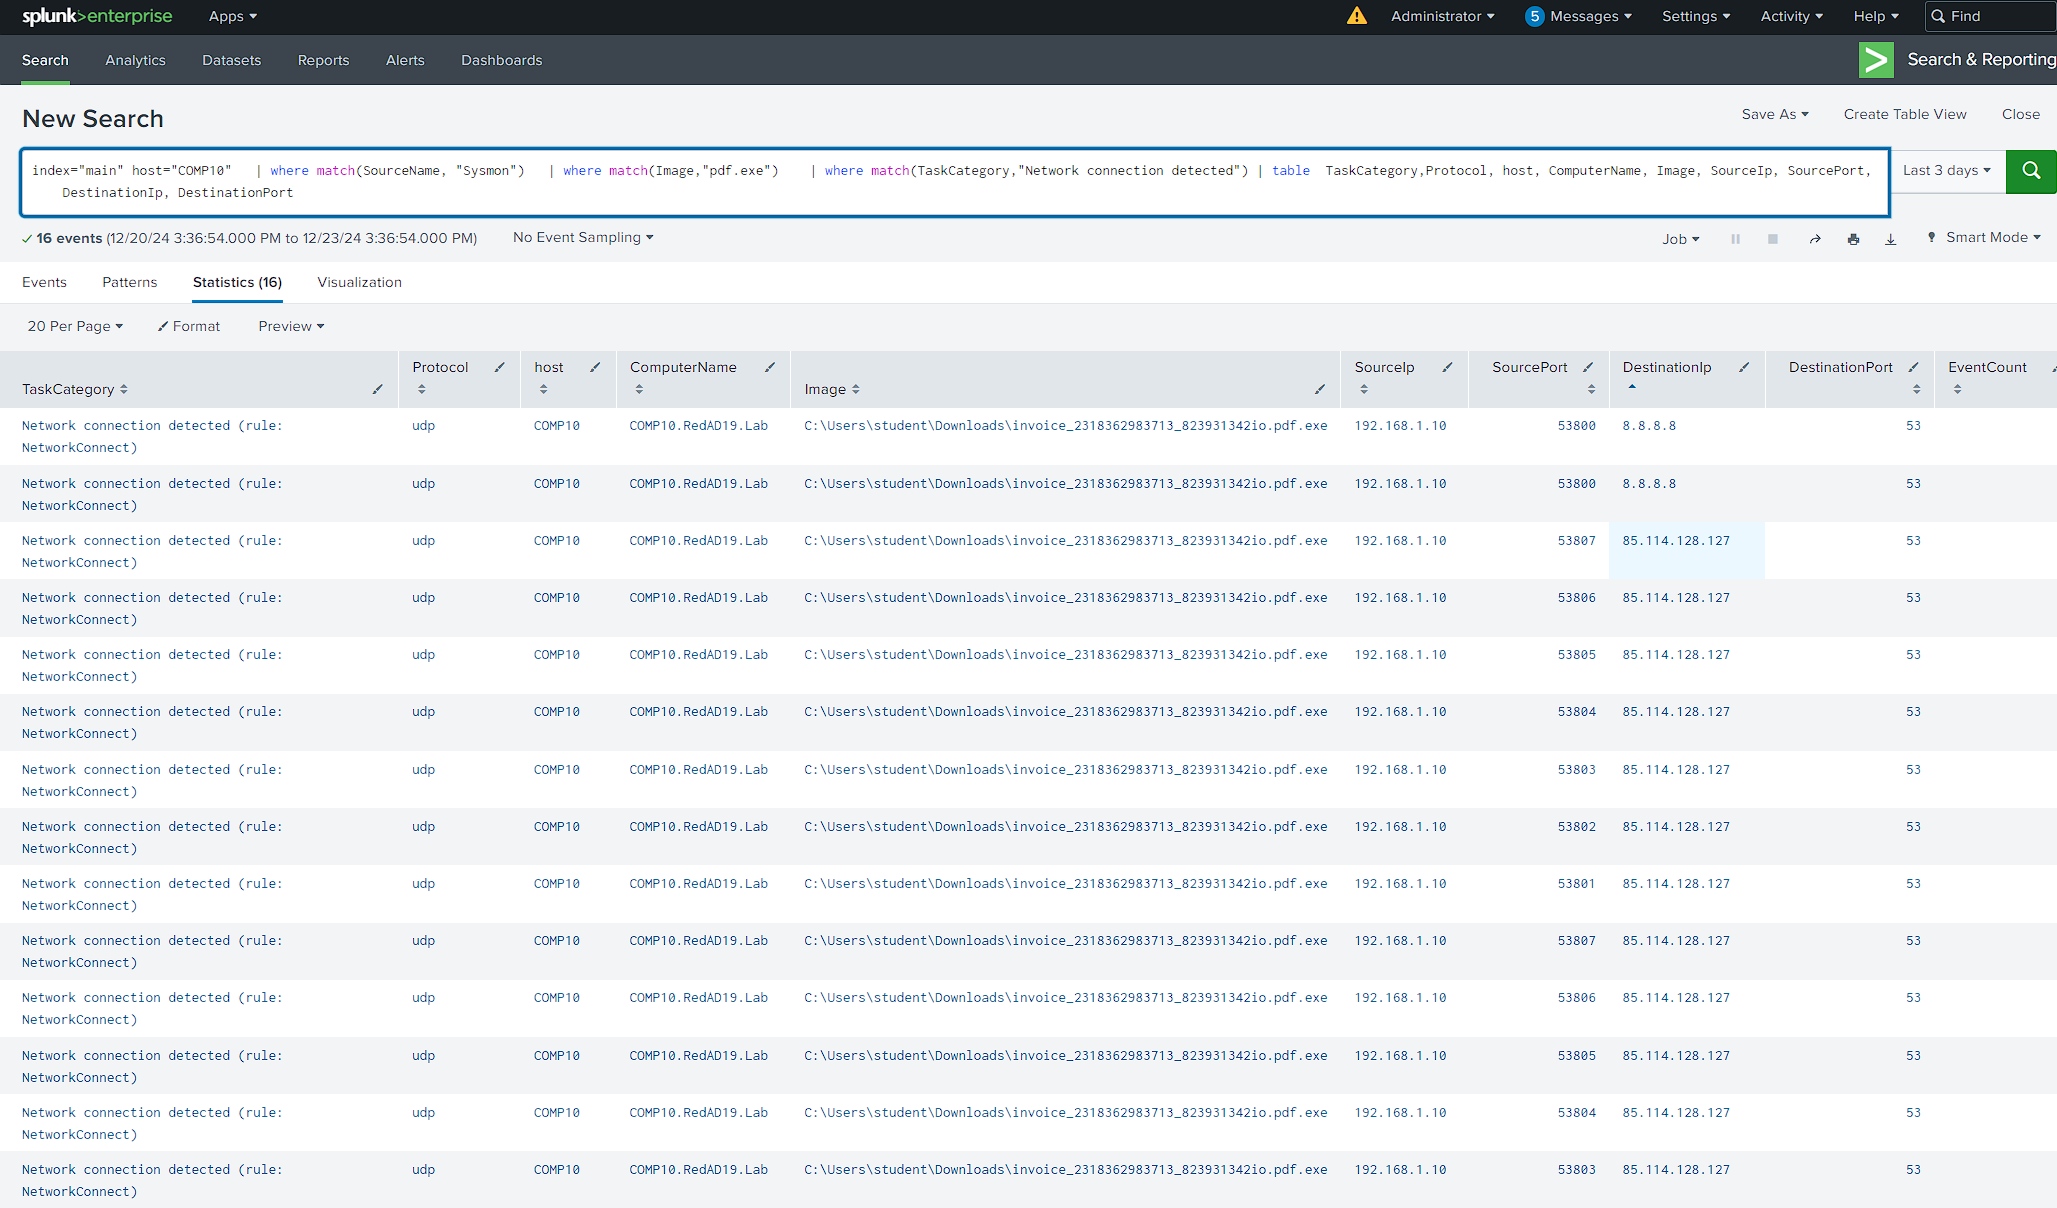 splunk>enterprise Apps Administrator 5 Messages Settings Activity Help Find
Search Analytics Datasets Reports Alerts Dashboards Search & Reporting
New Search Save As Create Table View Close
index="main" host="COMP10" | where match(SourceName, "Sysmon") | where match(Image,"pdf.exe") | where match(TaskCategory,"Network connection detected") | table TaskCategory,Protocol, host, ComputerName, Image, SourceIp, SourcePort, Last 3 days
DestinationIp, DestinationPort
16 events (12/20/24 3:36:54.000 PM to 12/23/24 3:36:54.000 PM) No Event Sampling Job Smart Mode
Events Patterns Statistics (16) Visualization
20 Per Page Format Preview
TaskCategory Protocol host ComputerName Image SourceIp SourcePort DestinationIp DestinationPort EventCount
Network connection detected (rule: udp COMP10 COMP10.RedAD19.Lab C:\Users\student\Downloads\invoice_2318362983713_823931342io.pdf.exe 192.168.1.10 53800 8.8.8.8 53
NetworkConnect)
Network connection detected (rule: udp COMP10 COMP10.RedAD19.Lab C:\Users\student\Downloads\invoice_2318362983713_823931342io.pdf.exe 192.168.1.10 53800 8.8.8.8 53
NetworkConnect)
Network connection detected (rule: udp COMP10 COMP10.RedAD19.Lab C:\Users\student\Downloads\invoice_2318362983713_823931342io.pdf.exe 192.168.1.10 53807 85.114.128.127 53
NetworkConnect)
Network connection detected (rule: udp COMP10 COMP10.RedAD19.Lab C:\Users\student\Downloads\invoice_2318362983713_823931342io.pdf.exe 192.168.1.10 53806 85.114.128.127 53
NetworkConnect)
Network connection detected (rule: udp COMP10 COMP10.RedAD19.Lab C:\Users\student\Downloads\invoice_2318362983713_823931342io.pdf.exe 192.168.1.10 53805 85.114.128.127 53
NetworkConnect)
Network connection detected (rule: udp COMP10 COMP10.RedAD19.Lab C:\Users\student\Downloads\invoice_2318362983713_823931342io.pdf.exe 192.168.1.10 53804 85.114.128.127 53
NetworkConnect)
Network connection detected (rule: udp COMP10 COMP10.RedAD19.Lab C:\Users\student\Downloads\invoice_2318362983713_823931342io.pdf.exe 192.168.1.10 53803 85.114.128.127 53
NetworkConnect)
Network connection detected (rule: udp COMP10 COMP10.RedAD19.Lab C:\Users\student\Downloads\invoice_2318362983713_823931342io.pdf.exe 192.168.1.10 53802 85.114.128.127 53
NetworkConnect)
Network connection detected (rule: udp COMP10 COMP10.RedAD19.Lab C:\Users\student\Downloads\invoice_2318362983713_823931342io.pdf.exe 192.168.1.10 53801 85.114.128.127 53
NetworkConnect)
Network connection detected (rule: udp COMP10 COMP10.RedAD19.Lab C:\Users\student\Downloads\invoice_2318362983713_823931342io.pdf.exe 192.168.1.10 53807 85.114.128.127 53
NetworkConnect)
Network connection detected (rule: udp COMP10 COMP10.RedAD19.Lab C:\Users\student\Downloads\invoice_2318362983713_823931342io.pdf.exe 192.168.1.10 53806 85.114.128.127 53
NetworkConnect)
Network connection detected (rule: udp COMP10 COMP10.RedAD19.Lab C:\Users\student\Downloads\invoice_2318362983713_823931342io.pdf.exe 192.168.1.10 53805 85.114.128.127 53
NetworkConnect)
Network connection detected (rule: udp COMP10 COMP10.RedAD19.Lab C:\Users\student\Downloads\invoice_2318362983713_823931342io.pdf.exe 192.168.1.10 53804 85.114.128.127 53
NetworkConnect)
Network connection detected (rule: udp COMP10 COMP10.RedAD19.Lab C:\Users\student\Downloads\invoice_2318362983713_823931342io.pdf.exe 192.168.1.10 53803 85.114.128.127 53
NetworkConnect)